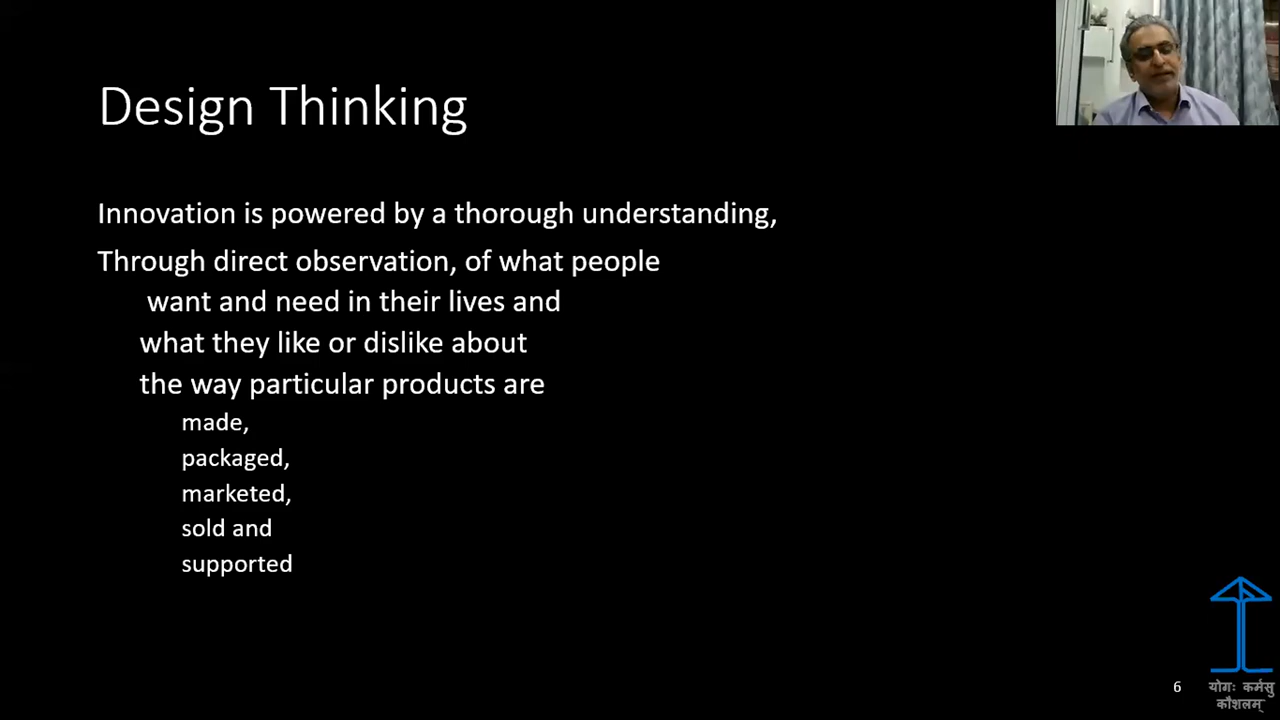 Design Thinking
Innovation is powered by a thorough understanding,
Through direct observation, of what people
want and need in their lives and
what they like or dislike about
the way particular products are
made,
packaged,
marketed,
sold and
supported
6
योगः कर्मसु
कौशलम्